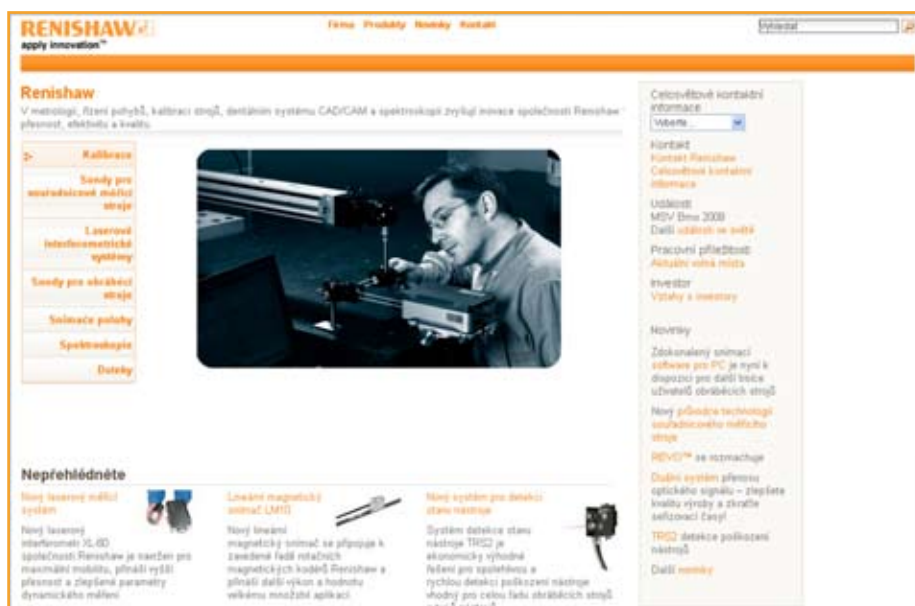 RENISHAW
apply innovation™
Firma Produkty Novinky Kontakt
Vyhledat
Renishaw
V metrologii, řízení pohybů, kalibraci strojů, dentálním systému CAD/CAM a spektroskopii zvyšují inovace společnosti Renishaw
přesnost, efektivitu a kvalitu.
Kalibrace
Sondy pro
souřadnicové měřicí
stroje
Laserové
interferometrické
systémy
Sondy pro obráběcí
stroje
Snímače polohy
Spektroskopie
Doteky
Nepřehlédněte
Nový laserový měřicí
systém
Nový laserový
interferometr XL-80
společnosti Renishaw je navržen pro
maximální mobilitu, přináší vyšší
přesnost a zlepšené parametry
dynamického měření
Lineární magnetický
snímač LM10
Nový lineární
magnetický snímač se připojuje k
zavedené řadě rotačních
magnetických kodérů Renishaw a
přináší další výkon a hodnotu
velkému množství aplikací
Nový systém pro detekci
stavu nástroje
Systém detekce stavu
nástroje TRS2 je
ekonomicky výhodné
řešení pro spolehlivou a
rychlou detekci poškození nástroje
vhodný pro celou řadu obráběcích strojů
Celosvětové kontaktní
informace
Vyberte...
Kontakt
Kontakt Renishaw
Celosvětové kontaktní
informace
Události
MSV Brno 2008
Další události ve světě
Pracovní příležitosti
Aktuální volná místa
Investor
Vztahy s investory
Novinky
Zdokonalený snímací
software pro PC je nyní k
dispozici pro další tisíce
uživatelů obráběcích strojů
Nový průvodce technologií
souřadnicového měřicího
stroje
REVO™ se rozmachuje
Duální systém přenosu
optického signálu – zlepšete
kvalitu výroby a zkraťte
seřizovací časy!
TRS2 detekce poškození
nástrojů
Další novinky